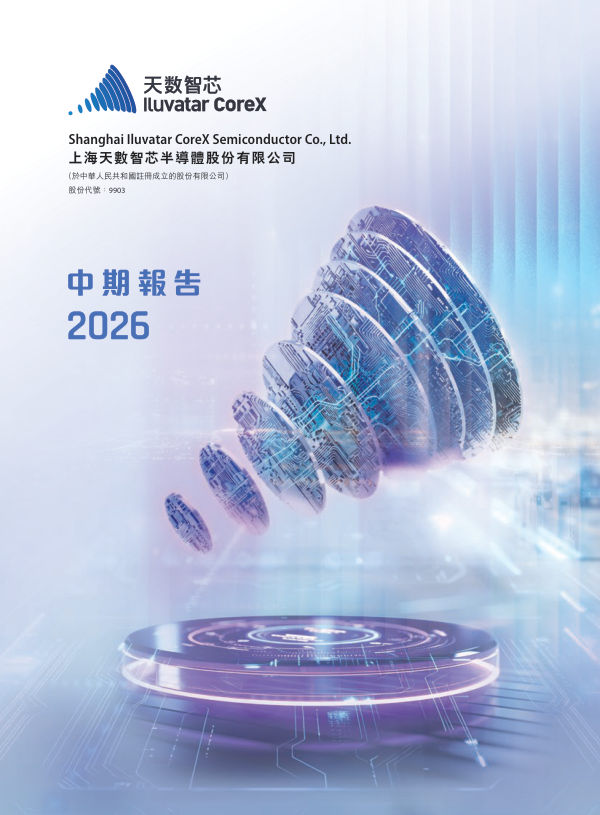 天数智芯
Iluvatar CoreX
Shanghai Iluvatar CoreX Semiconductor Co., Ltd.
上海天數智芯半導體股份有限公司
(於中華人民共和國註冊成立的股份有限公司)
股份代號：9903
中期報告
2026